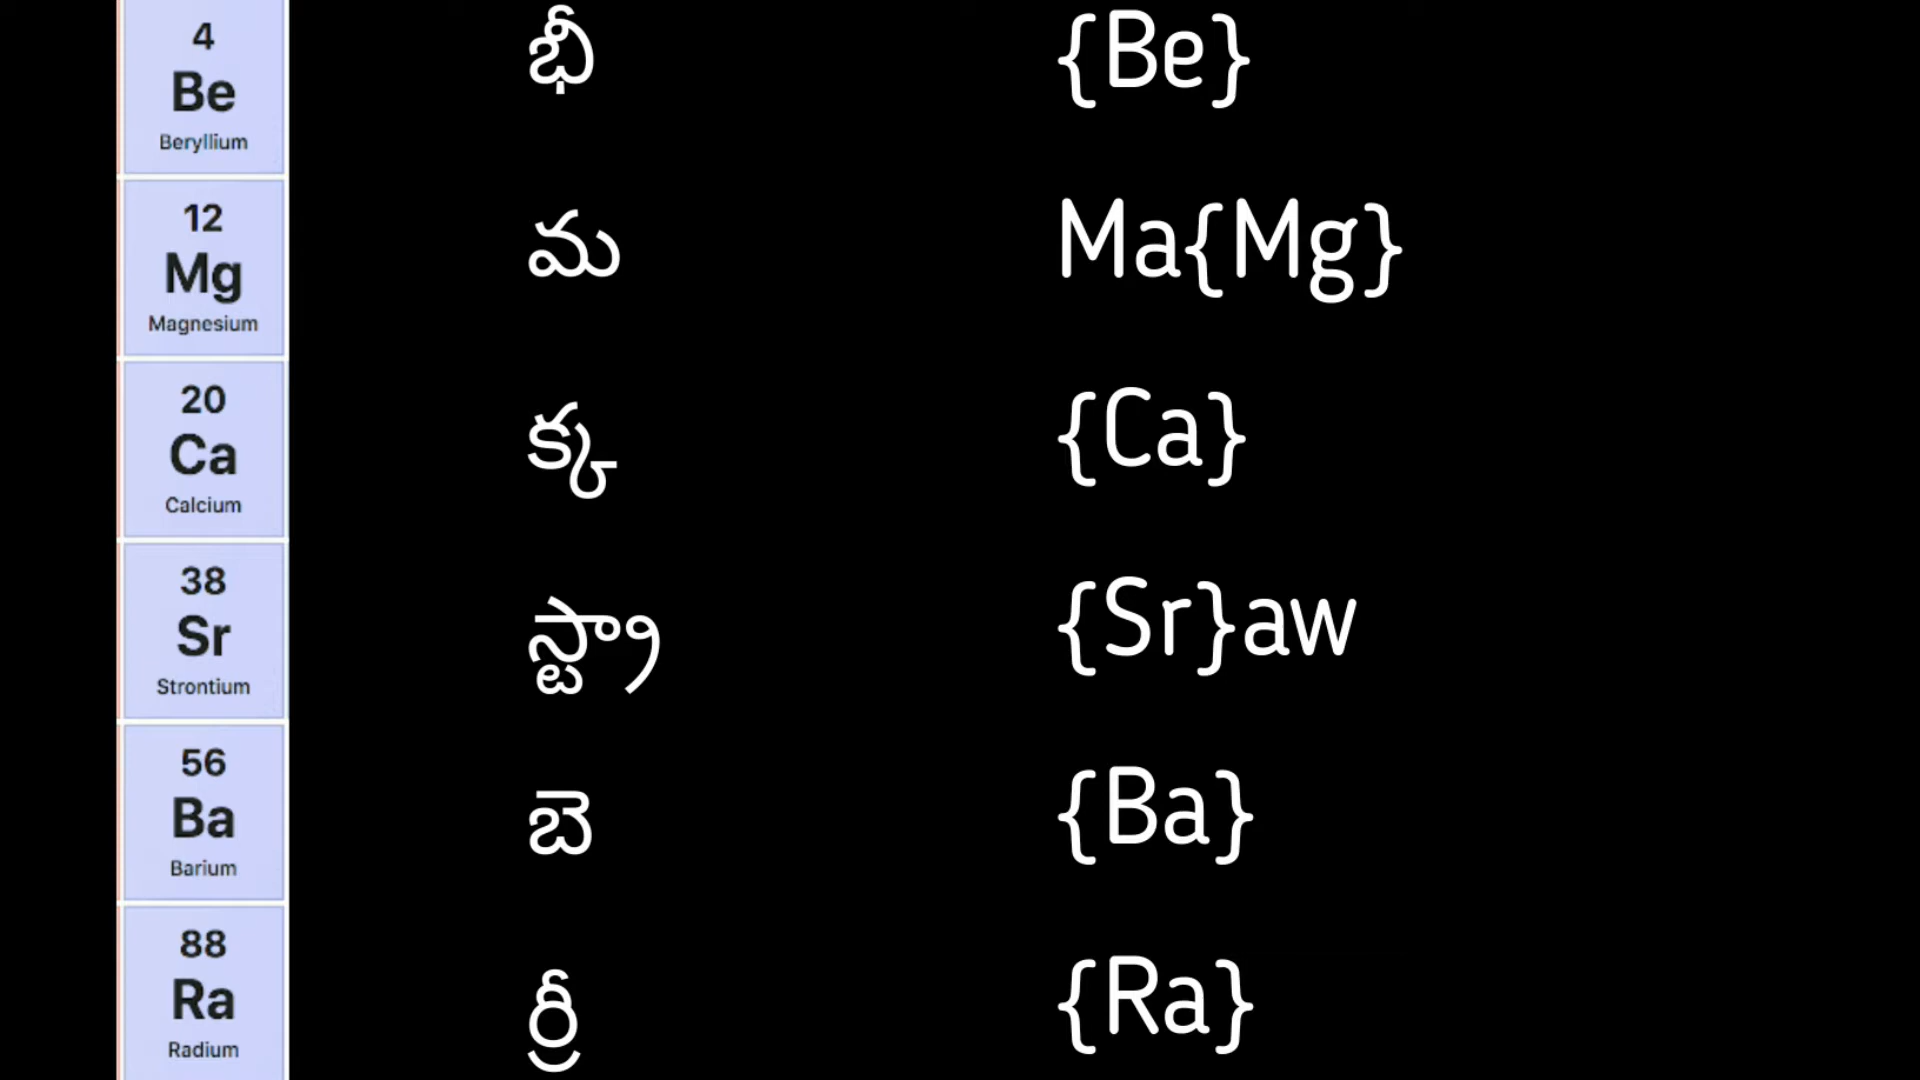 4
Be
Beryllium
భీ
{Be}
12
Mg
Magnesium
మ
Ma{Mg}
20
Ca
Calcium
క్క
{Ca}
38
Sr
Strontium
స్ట్రా
{Sr}aw
56
Ba
Barium
బె
{Ba}
88
Ra
Radium
ర్రీ
{Ra}